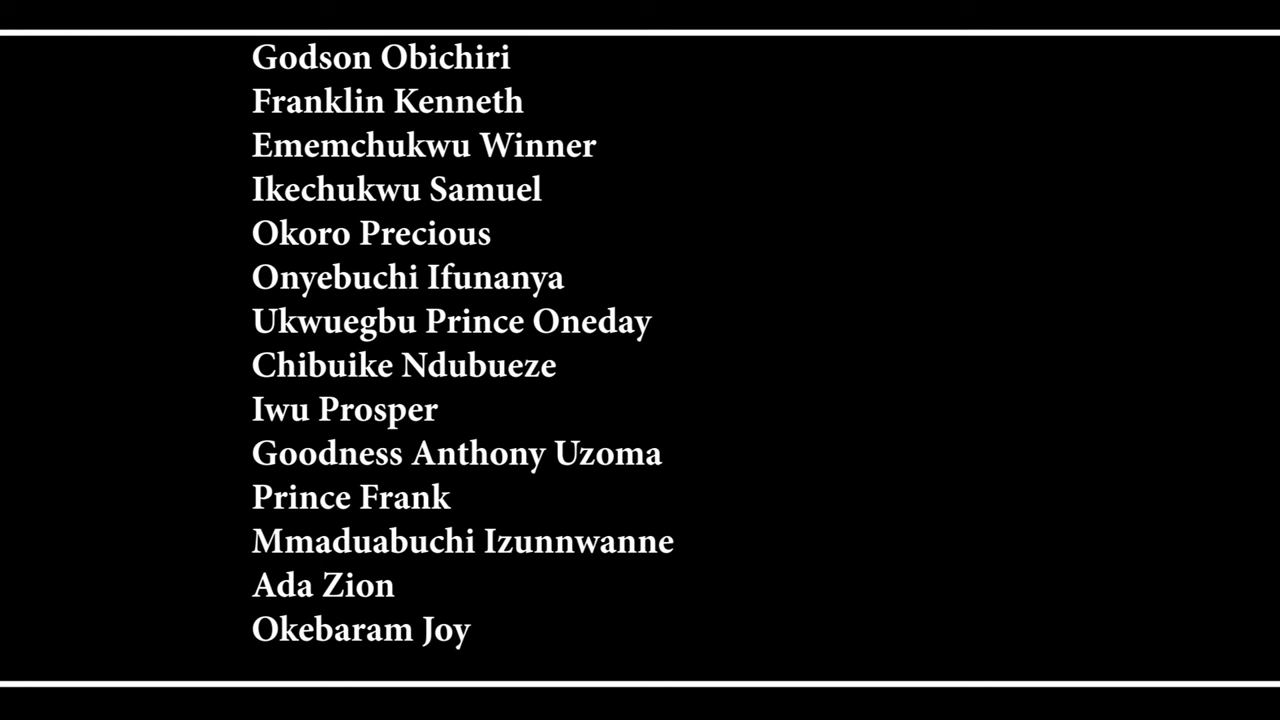 Godson Obichiri
Franklin Kenneth
Ememchukwu Winner
Ikechukwu Samuel
Okoro Precious
Onyebuchi Ifunanya
Ukwuegbu Prince Oneday
Chibuike Ndubueze
Iwu Prosper
Goodness Anthony Uzoma
Prince Frank
Mmaduabuchi Izunnwanne
Ada Zion
Okebaram Joy